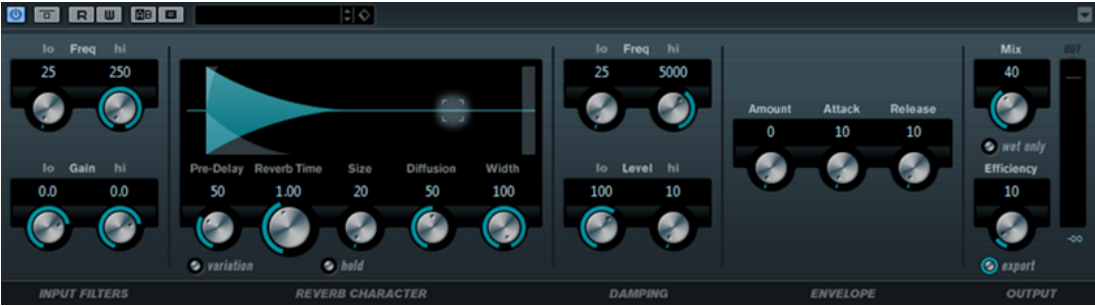 R W A B
lo Freq hi
25 250
lo Gain hi
0.0 0.0
INPUT FILTERS
Pre-Delay Reverb Time Size Diffusion Width
50 1.00 20 50 100
variation hold
REVERB CHARACTER
lo Freq hi
25 5000
lo Level hi
100 10
DAMPING
Amount Attack Release
0 10 10
ENVELOPE
Mix OUT
40
wet only
Efficiency
10
-∞
export
OUTPUT